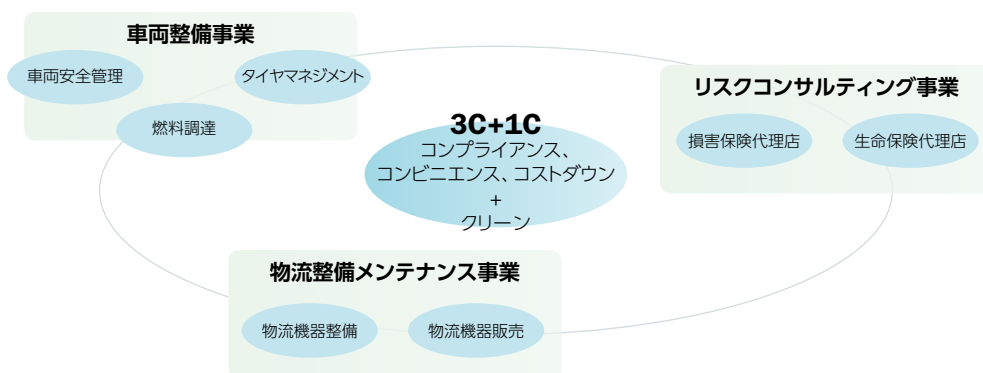 車両整備事業
車両安全管理
タイヤマネジメント
燃料調達
リスクコンサルティング事業
損害保険代理店
生命保険代理店
3C+1C
コンプライアンス、
コンビニエンス、コストダウン
+
クリーン
物流整備メンテナンス事業
物流機器整備
物流機器販売